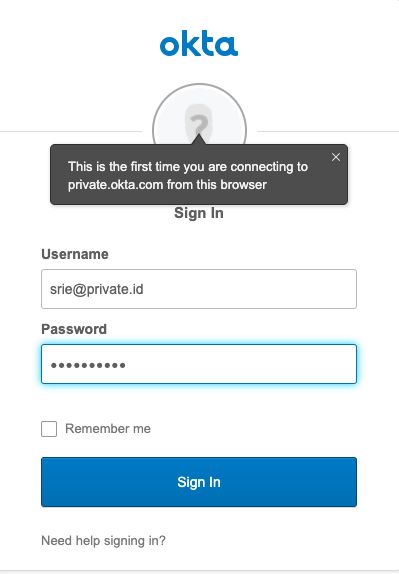 okta
?
This is the first time you are connecting to
private.okta.com from this browser
Sign In
Username
srie@private.id
Password
••••••••••
Remember me
Sign In
Need help signing in?